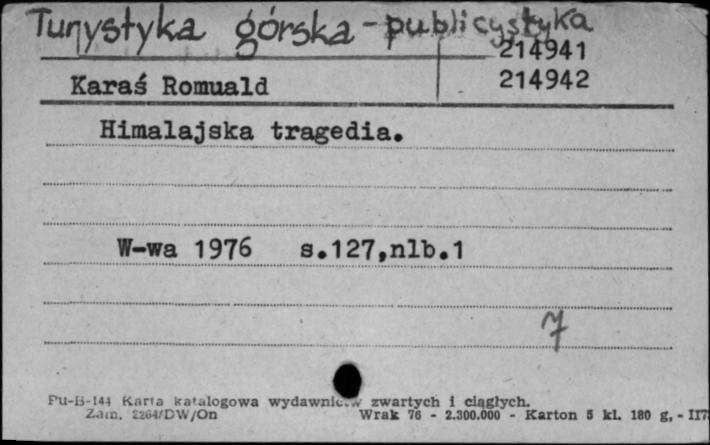 Turystyka górska - publicystyka
214941
Karaś Romuald 214942
Himalajska tragedia.
W-wa 1976 s.127,nlb.1
7
Pu-B-144 Karta katalogowa wydawnictw zwartych i ciągłych.
Zam. 2264/DW/On Wrak 76 - 2.300.000 - Karton 5 kl. 180 g. - II73